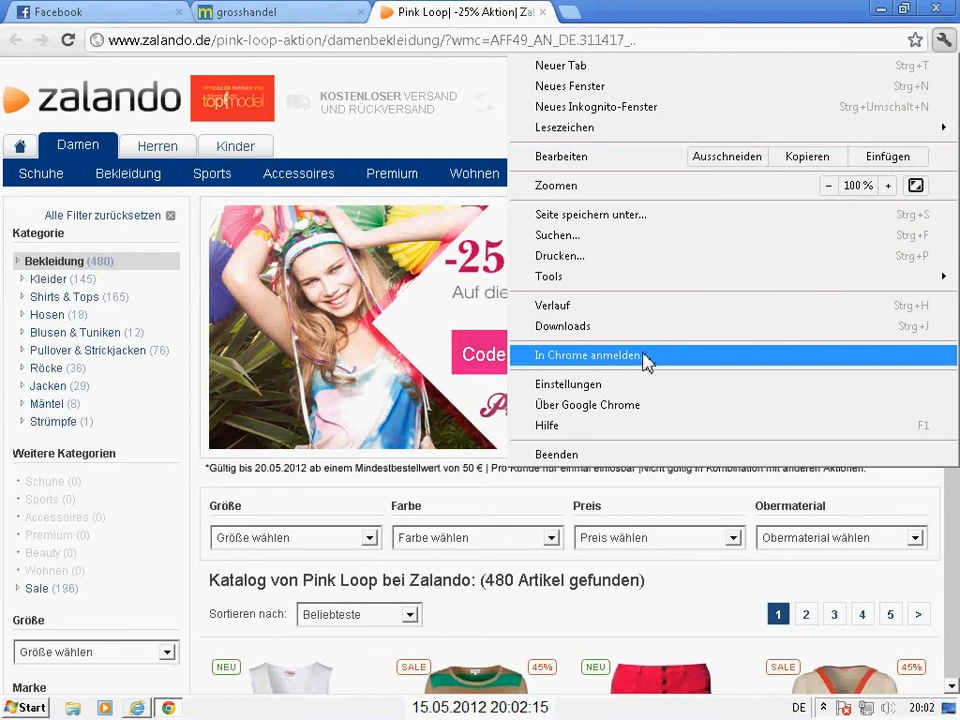 Facebook
grosshandel
Pink Loop| -25% Aktion| Za
www.zalando.de/pink-loop-aktion/damenbekleidung/?wmc=AFF49_AN_DE.311417_..
zalando
OFFIZIELLER PARTNER VON
top!model
KOSTENLOSER VERSAND
UND RÜCKVERSAND
Damen
Herren
Kinder
Schuhe
Bekleidung
Sports
Accessoires
Premium
Wohnen
Alle Filter zurücksetzen
Kategorie
Bekleidung (480)
Kleider (145)
Shirts & Tops (165)
Hosen (18)
Blusen & Tuniken (12)
Pullover & Strickjacken (76)
Röcke (36)
Jacken (29)
Mäntel (8)
Strümpfe (1)
Weitere Kategorien
Schuhe (0)
Sports (0)
Accessoires (0)
Premium (0)
Beauty (0)
Wohnen (0)
Sale (196)
Größe
Größe wählen
Marke
-25
Auf die
Code
Neuer Tab Strg+T
Neues Fenster Strg+N
Neues Inkognito-Fenster Strg+Umschalt+N
Lesezeichen
Bearbeiten Ausschneiden Kopieren Einfügen
Zoomen − 100 % +
Seite speichern unter... Strg+S
Suchen... Strg+F
Drucken... Strg+P
Tools
Verlauf Strg+H
Downloads Strg+J
In Chrome anmelden
Einstellungen
Über Google Chrome
Hilfe F1
Beenden
*Gültig bis 20.05.2012 ab einem Mindestbestellwert von 50 € | Pro Kunde nur einmal einlösbar |Nicht gültig in Kombination mit anderen Aktionen.
Größe Farbe Preis Obermaterial
Größe wählen Farbe wählen Preis wählen Obermaterial wählen
Katalog von Pink Loop bei Zalando: (480 Artikel gefunden)
Sortieren nach: Beliebteste
1 2 3 4 5 >
NEU SALE 45% NEU SALE 45%
Start
15.05.2012 20:02:15
DE
20:02